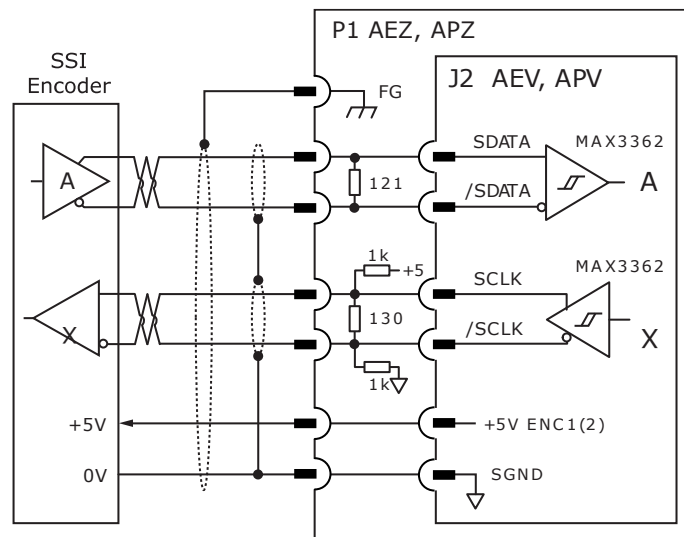 P1 AEZ, APZ
SSI
Encoder
FG
J2 AEV, APV
SDATA
MAX3362
A
121
A
/SDATA
1k
+5
SCLK
MAX3362
X
130
X
/SCLK
1k
+5V
+5V ENC1(2)
0V
SGND